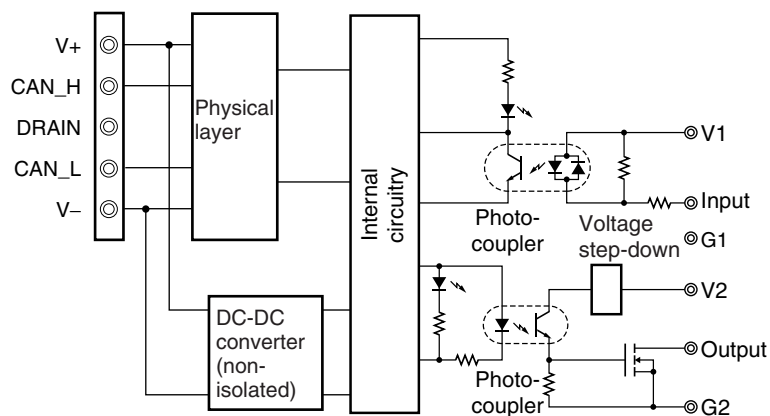 V+
CAN_H
DRAIN
CAN_L
V−
Physical
layer
DC-DC
converter
(non-
isolated)
Internal
circuitry
Photo-
coupler
Voltage
step-down
Photo-
coupler
V1
Input
G1
V2
Output
G2